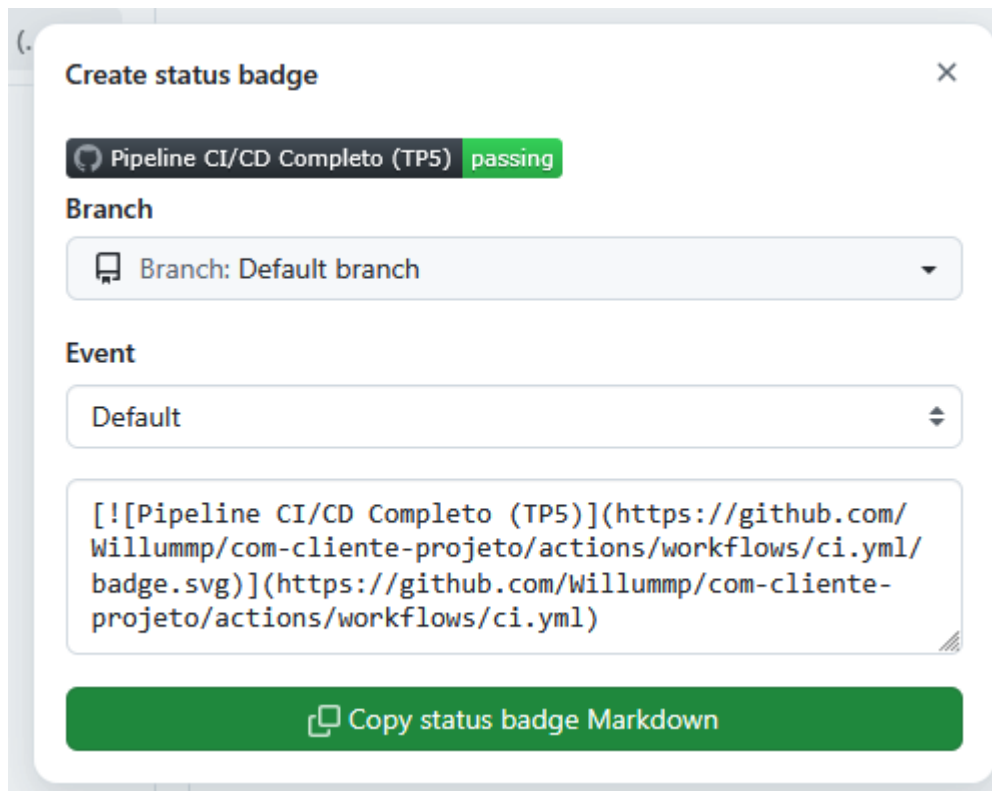 (.
Create status badge
Pipeline CI/CD Completo (TP5) passing
Branch
Branch: Default branch
Event
Default
[![Pipeline CI/CD Completo (TP5)](https://github.com/
Willummp/com-cliente-projeto/actions/workflows/ci.yml/
badge.svg)](https://github.com/Willummp/com-cliente-
projeto/actions/workflows/ci.yml)
Copy status badge Markdown